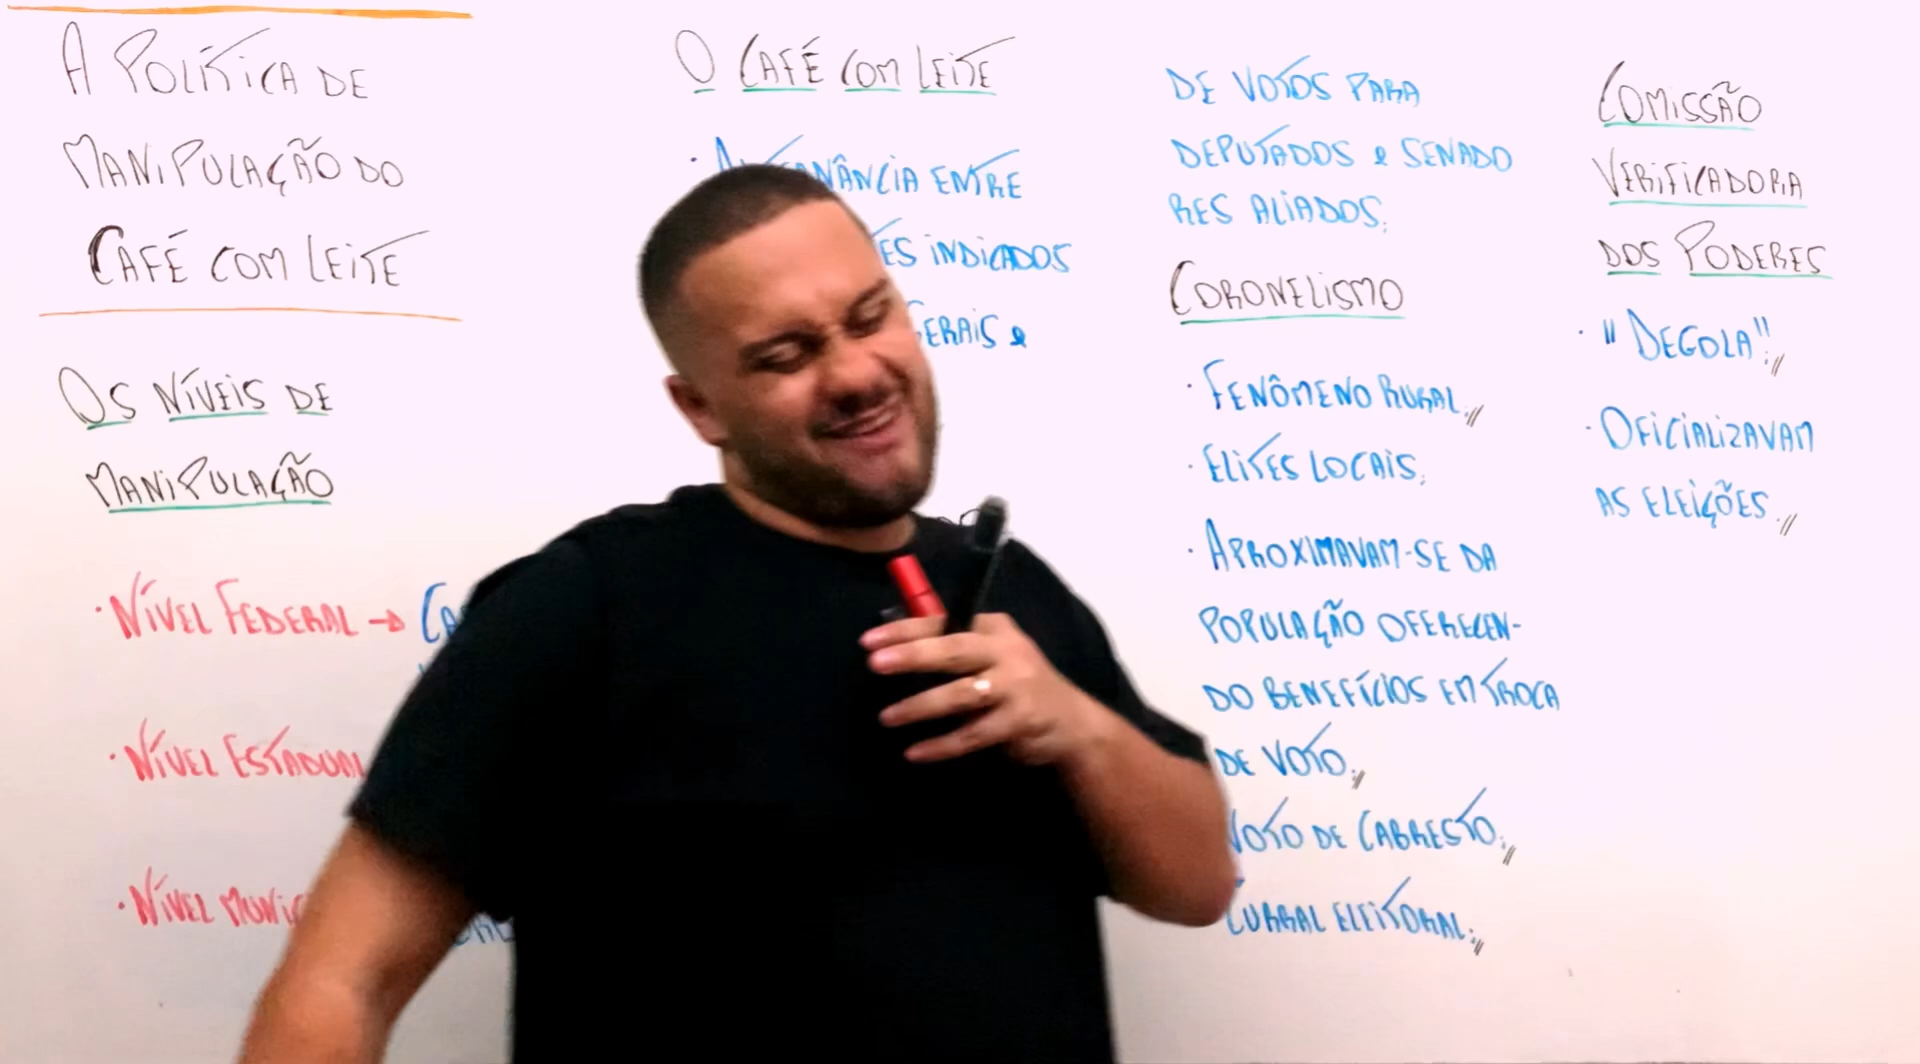 A POLÍTICA DE
MANIPULAÇÃO DO
CAFÉ COM LEITE
OS NÍVEIS DE
MANIPULAÇÃO
· NÍVEL FEDERAL →
· NÍVEL ESTADUAL
· NÍVEL
O CAFÉ COM LEITE
ENTRE
INDICADOS
GERAIS e
DE VOTOS PARA
DEPUTADOS e SENADO
RES ALIADOS.
CORONELISMO
· FENÔMENO RURAL.
· ELITES LOCAIS.
· APROXIMAVAM-SE DA
POPULAÇÃO OFERECEN-
DO BENEFÍCIOS EM TROCA
DE VOTO.
VOTO DE CABRESTO.
CURRAL ELEITORAL.
COMISSÃO
VERIFICADORA
DOS PODERES
· "DEGOLA".
· OFICIALIZAVAM
AS ELEIÇÕES.